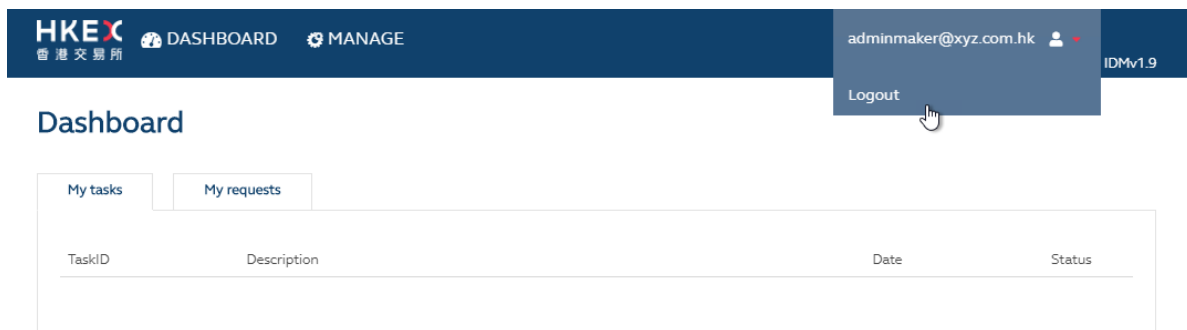 HKEX
香港交易所
DASHBOARD
MANAGE
adminmaker@xyz.com.hk
IDMv1.9
Logout
Dashboard
My tasks
My requests
TaskID Description Date Status